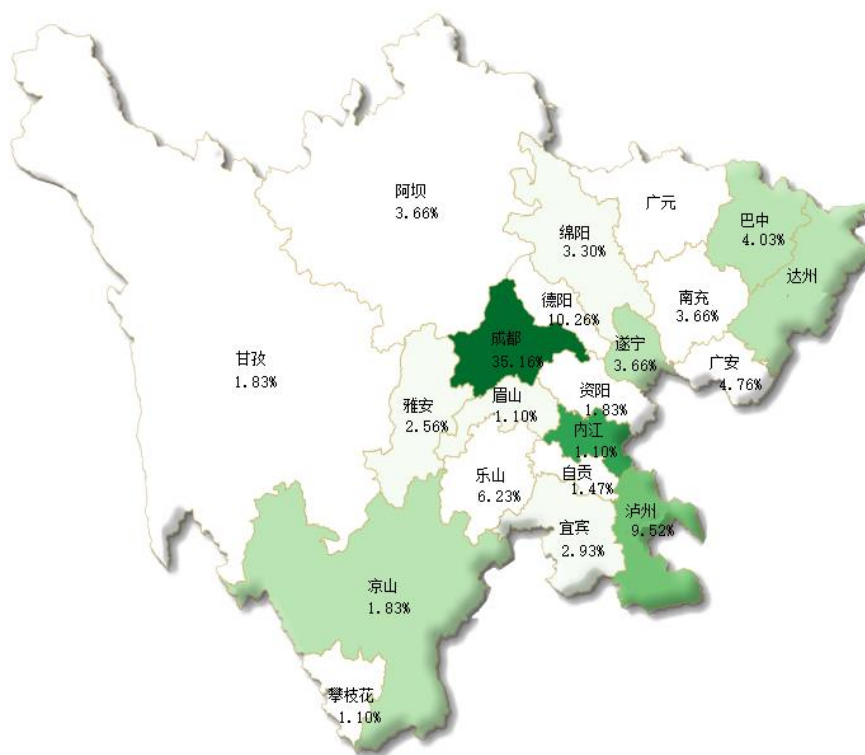 阿坝
3.66%
广元
巴中
4.03%
绵阳
3.30%
达州
德阳
10.26%
南充
3.66%
成都
35.16%
遂宁
3.66%
甘孜
1.83%
广安
4.76%
雅安
2.56%
眉山
1.10%
资阳
1.83%
内江
1.10%
乐山
6.23%
自贡
1.47%
泸州
9.52%
宜宾
2.93%
凉山
1.83%
攀枝花
1.10%